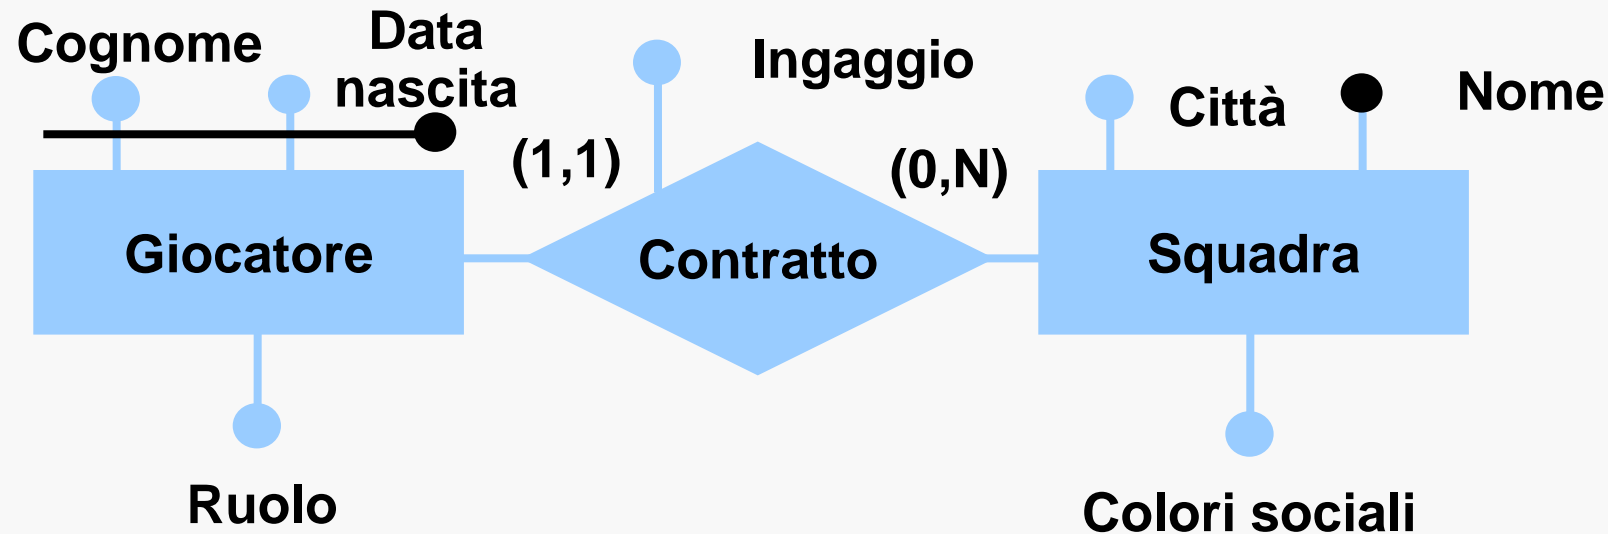 Cognome
Data
nascita
Ingaggio
Città
Nome
(1,1)
(0,N)
Giocatore
Contratto
Squadra
Ruolo
Colori sociali